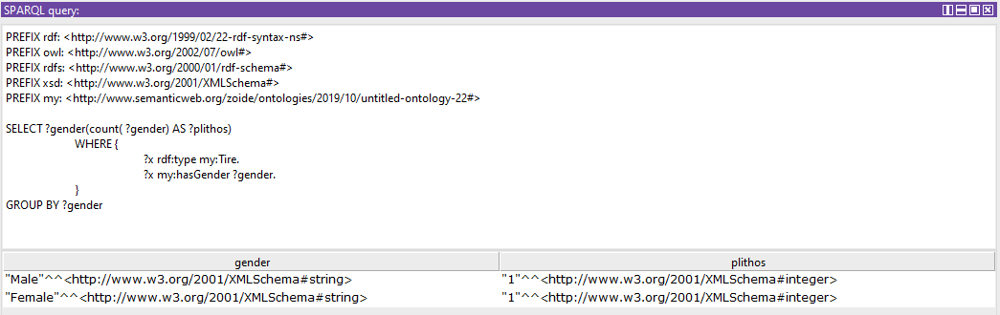 SPARQL query:
PREFIX rdf: <http://www.w3.org/1999/02/22-rdf-syntax-ns#>
PREFIX owl: <http://www.w3.org/2002/07/owl#>
PREFIX rdfs: <http://www.w3.org/2000/01/rdf-schema#>
PREFIX xsd: <http://www.w3.org/2001/XMLSchema#>
PREFIX my: <http://www.semanticweb.org/zoide/ontologies/2019/10/untitled-ontology-22#>
SELECT ?gender(count( ?gender) AS ?plithos)
WHERE {
?x rdf:type my:Tire.
?x my:hasGender ?gender.
}
GROUP BY ?gender
gender plithos
"Male"^^<http://www.w3.org/2001/XMLSchema#string> "1"^^<http://www.w3.org/2001/XMLSchema#integer>
"Female"^^<http://www.w3.org/2001/XMLSchema#string> "1"^^<http://www.w3.org/2001/XMLSchema#integer>